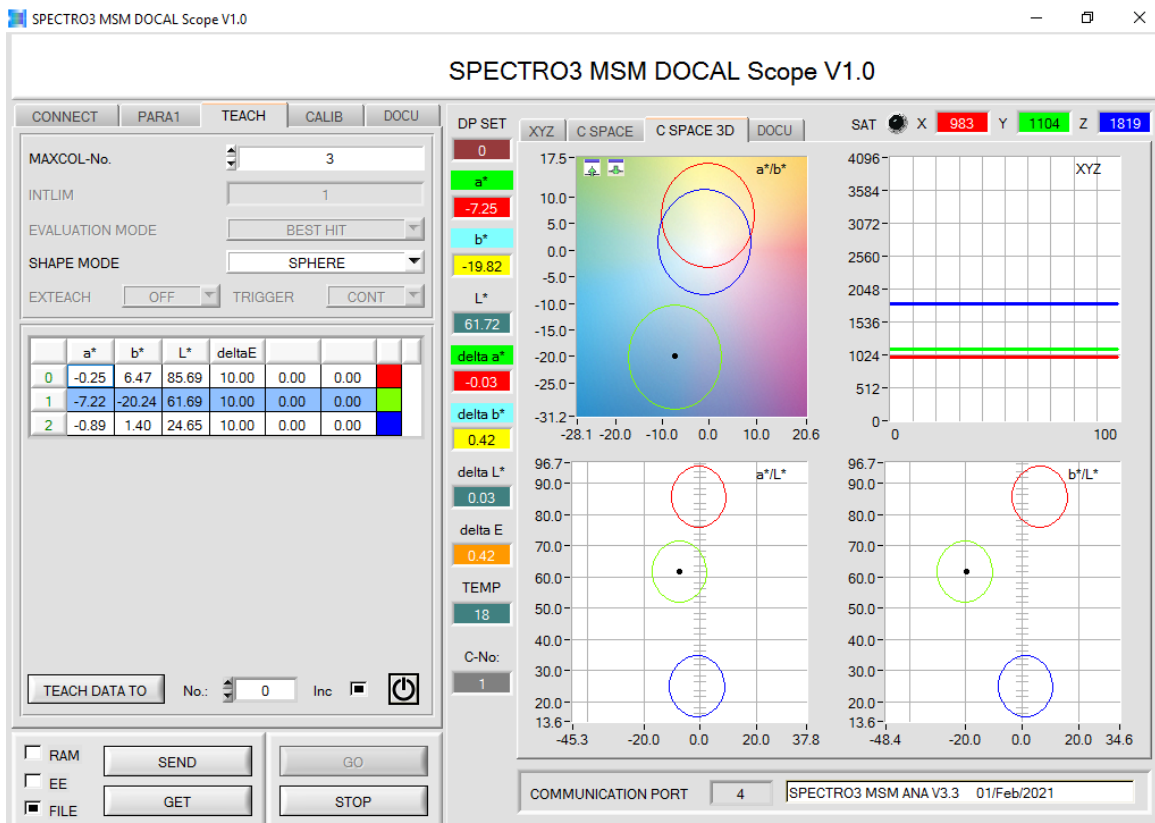 SPECTRO3 MSM DOCAL Scope V1.0
SPECTRO3 MSM DOCAL Scope V1.0
CONNECT PARA1 TEACH CALIB DOCU
MAXCOL-No. 3
INTLIM 1
EVALUATION MODE BEST HIT
SHAPE MODE SPHERE
EXTEACH OFF TRIGGER CONT
a* b* L* deltaE
0 -0.25 6.47 85.69 10.00 0.00 0.00
1 -7.22 -20.24 61.69 10.00 0.00 0.00
2 -0.89 1.40 24.65 10.00 0.00 0.00
TEACH DATA TO No.: 0 Inc
RAM
EE
FILE
SEND
GET
GO
STOP
DP SET
0
a*
-7.25
b*
-19.82
L*
61.72
delta a*
-0.03
delta b*
0.42
delta L*
0.03
delta E
0.42
TEMP
18
C-No:
1
XYZ C SPACE C SPACE 3D DOCU
SAT X 983 Y 1104 Z 1819
a*/b*
17.5
10.0
5.0
0.0
-5.0
-10.0
-15.0
-20.0
-25.0
-31.2
-28.1 -20.0 -10.0 0.0 10.0 20.6
XYZ
4096
3584
3072
2560
2048
1536
1024
512
0
0 100
a*/L*
96.7
90.0
80.0
70.0
60.0
50.0
40.0
30.0
20.0
13.6
-45.3 -20.0 0.0 20.0 37.8
b*/L*
96.7
90.0
80.0
70.0
60.0
50.0
40.0
30.0
20.0
13.6
-48.4 -20.0 0.0 20.0 34.6
COMMUNICATION PORT 4 SPECTRO3 MSM ANA V3.3 01/Feb/2021